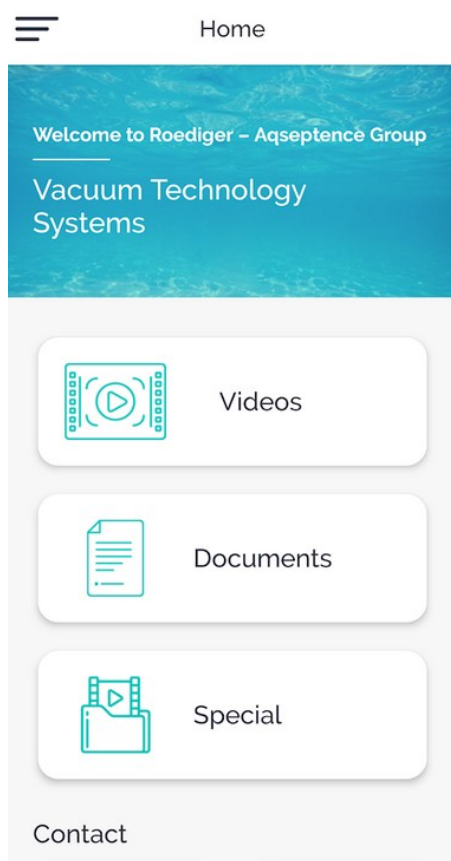 Home
Welcome to Roediger – Aqseptence Group
Vacuum Technology
Systems
Videos
Documents
Special
Contact